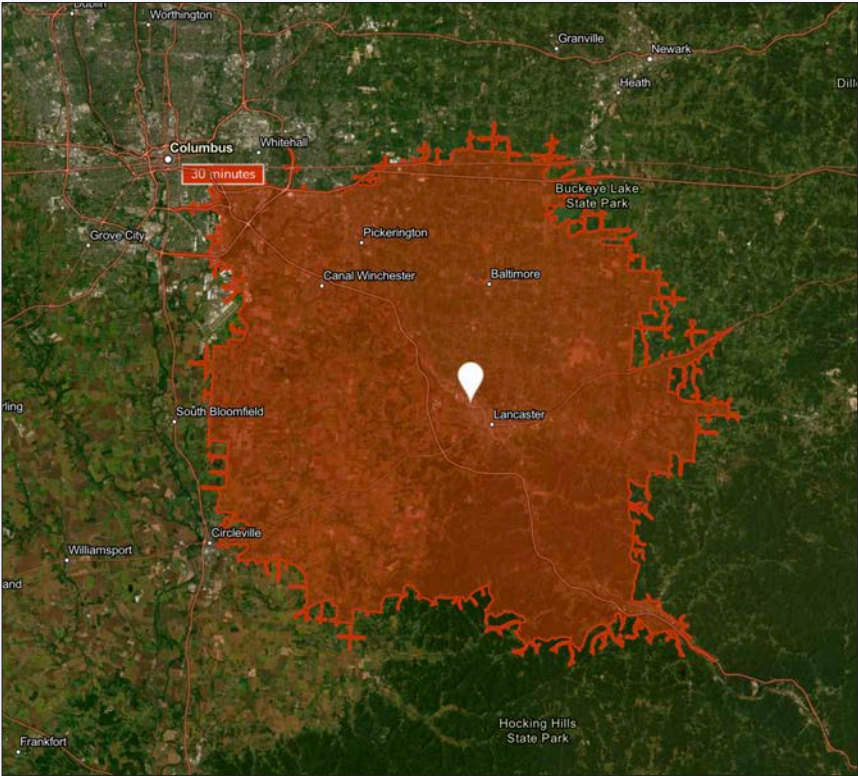 Dublin
Worthington
Granville
Newark
Heath
Dill
Columbus
Whitehall
30 minutes
Buckeye Lake
State Park
Grove City
Pickerington
Canal Winchester
Baltimore
rling
South Bloomfield
Lancaster
Circleville
Williamsport
and
Hocking Hills
State Park
Frankfort